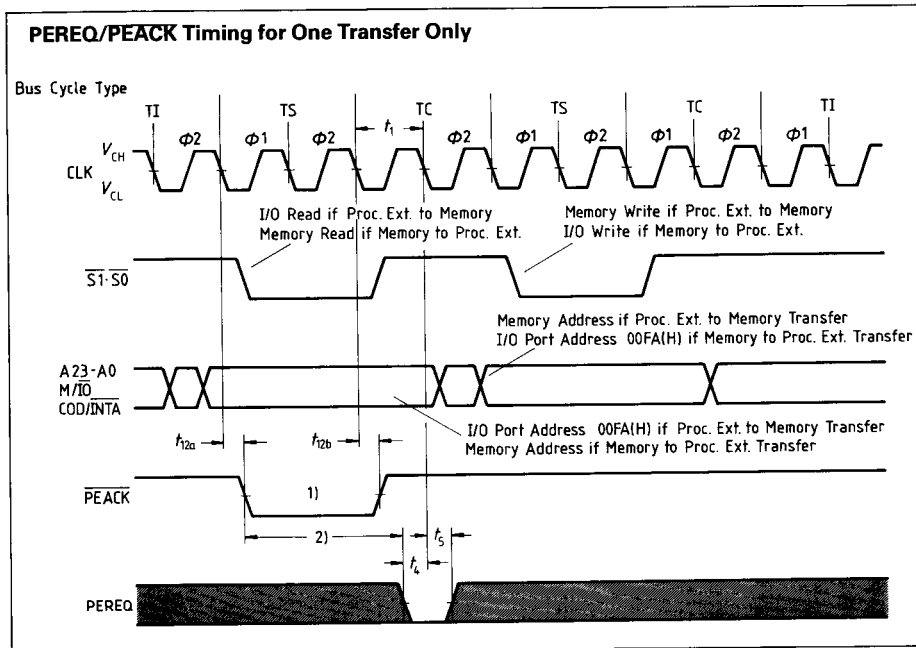 PEREQ/PEACK Timing for One Transfer Only
Bus Cycle Type
TI TS TC TS TC TI
Φ2 Φ1 Φ2 t1 Φ2 Φ1 Φ2 Φ1 Φ2 Φ1
VCH
CLK
VCL
I/O Read if Proc. Ext. to Memory
Memory Read if Memory to Proc. Ext.
Memory Write if Proc. Ext. to Memory
I/O Write if Memory to Proc. Ext.
S1·S0
Memory Address if Proc. Ext. to Memory Transfer
I/O Port Address 00FA(H) if Memory to Proc. Ext. Transfer
A23-A0
M/IO
COD/INTA
I/O Port Address 00FA(H) if Proc. Ext. to Memory Transfer
Memory Address if Memory to Proc. Ext. Transfer
t12a t12b
PEACK
1)
2)
t5
t4
PEREQ